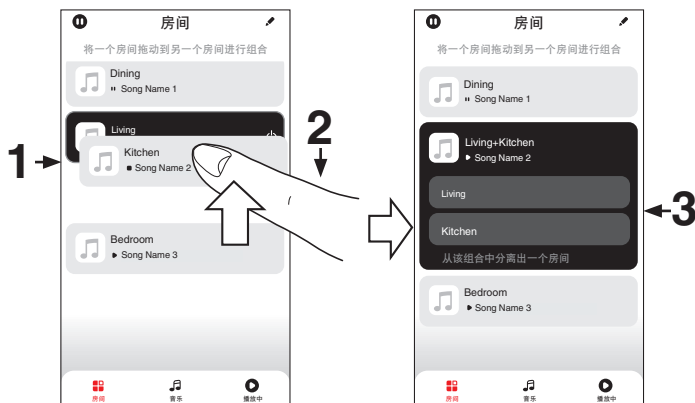 房间
将一个房间拖动到另一个房间进行组合
Dining
Song Name 1
Living
Kitchen
Song Name 2
Bedroom
Song Name 3
房间
音乐
播放中
1
2
房间
将一个房间拖动到另一个房间进行组合
Dining
Song Name 1
Living+Kitchen
Song Name 2
Living
Kitchen
从该组合中分离出一个房间
Bedroom
Song Name 3
房间
音乐
播放中
3